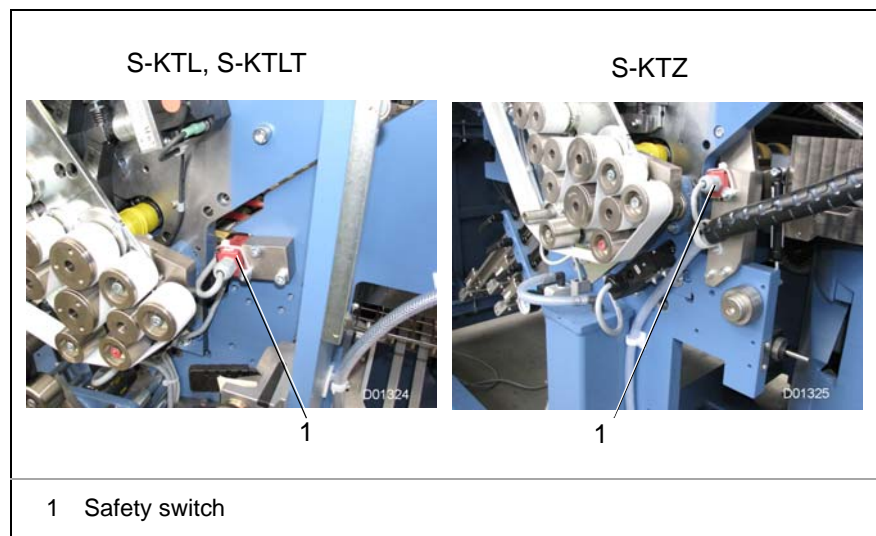 S-KTL, S-KTLT
S-KTZ
D01324
D01325
1
1
1 Safety switch